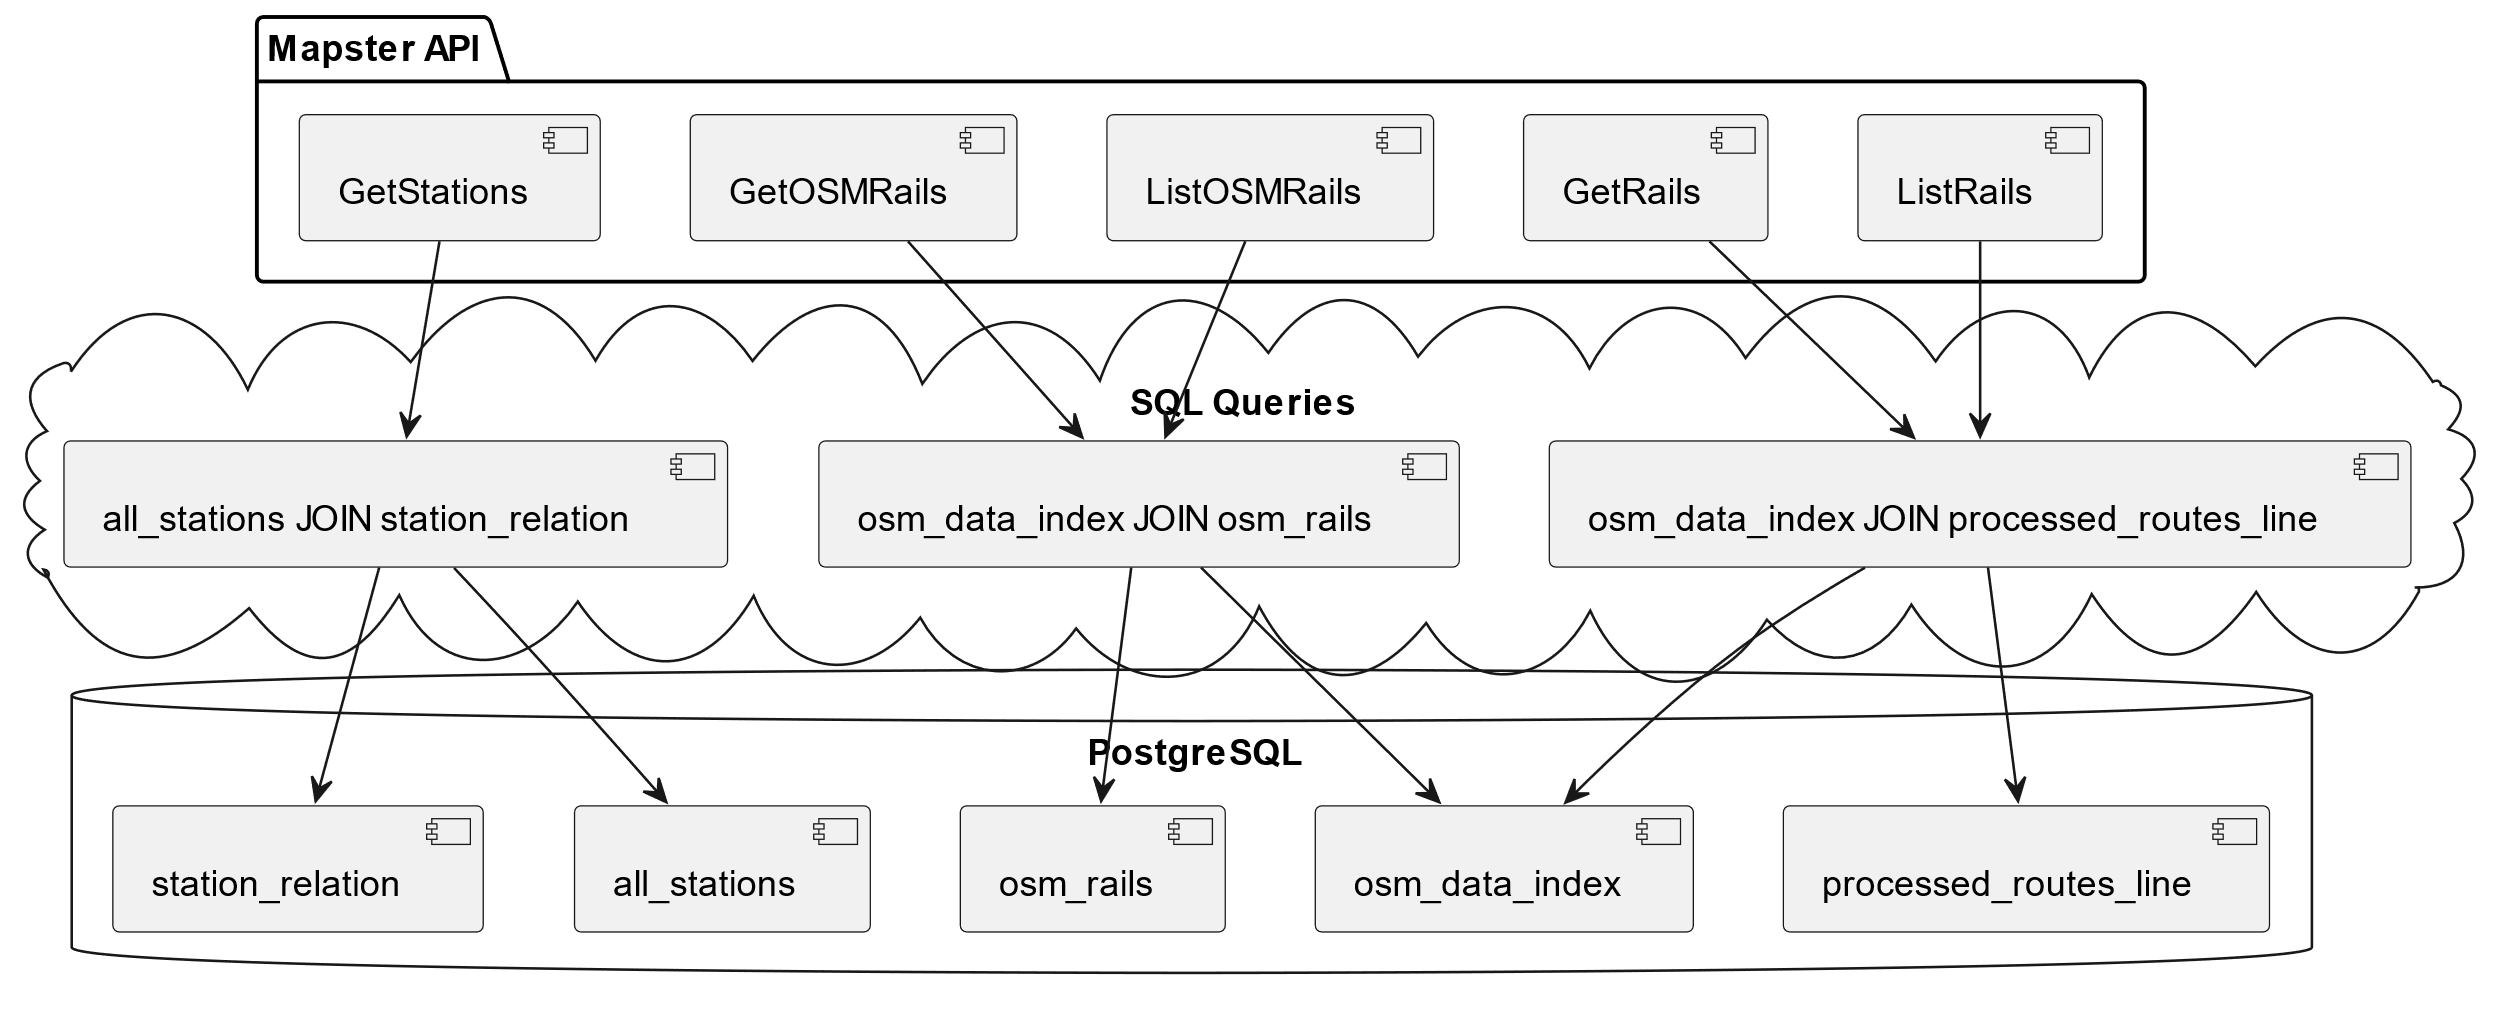 Mapster API
GetStations
GetOSMRails
ListOSMRails
GetRails
ListRails
SQL Queries
all_stations JOIN station_relation
osm_data_index JOIN osm_rails
osm_data_index JOIN processed_routes_line
PostgreSQL
station_relation
all_stations
osm_rails
osm_data_index
processed_routes_line